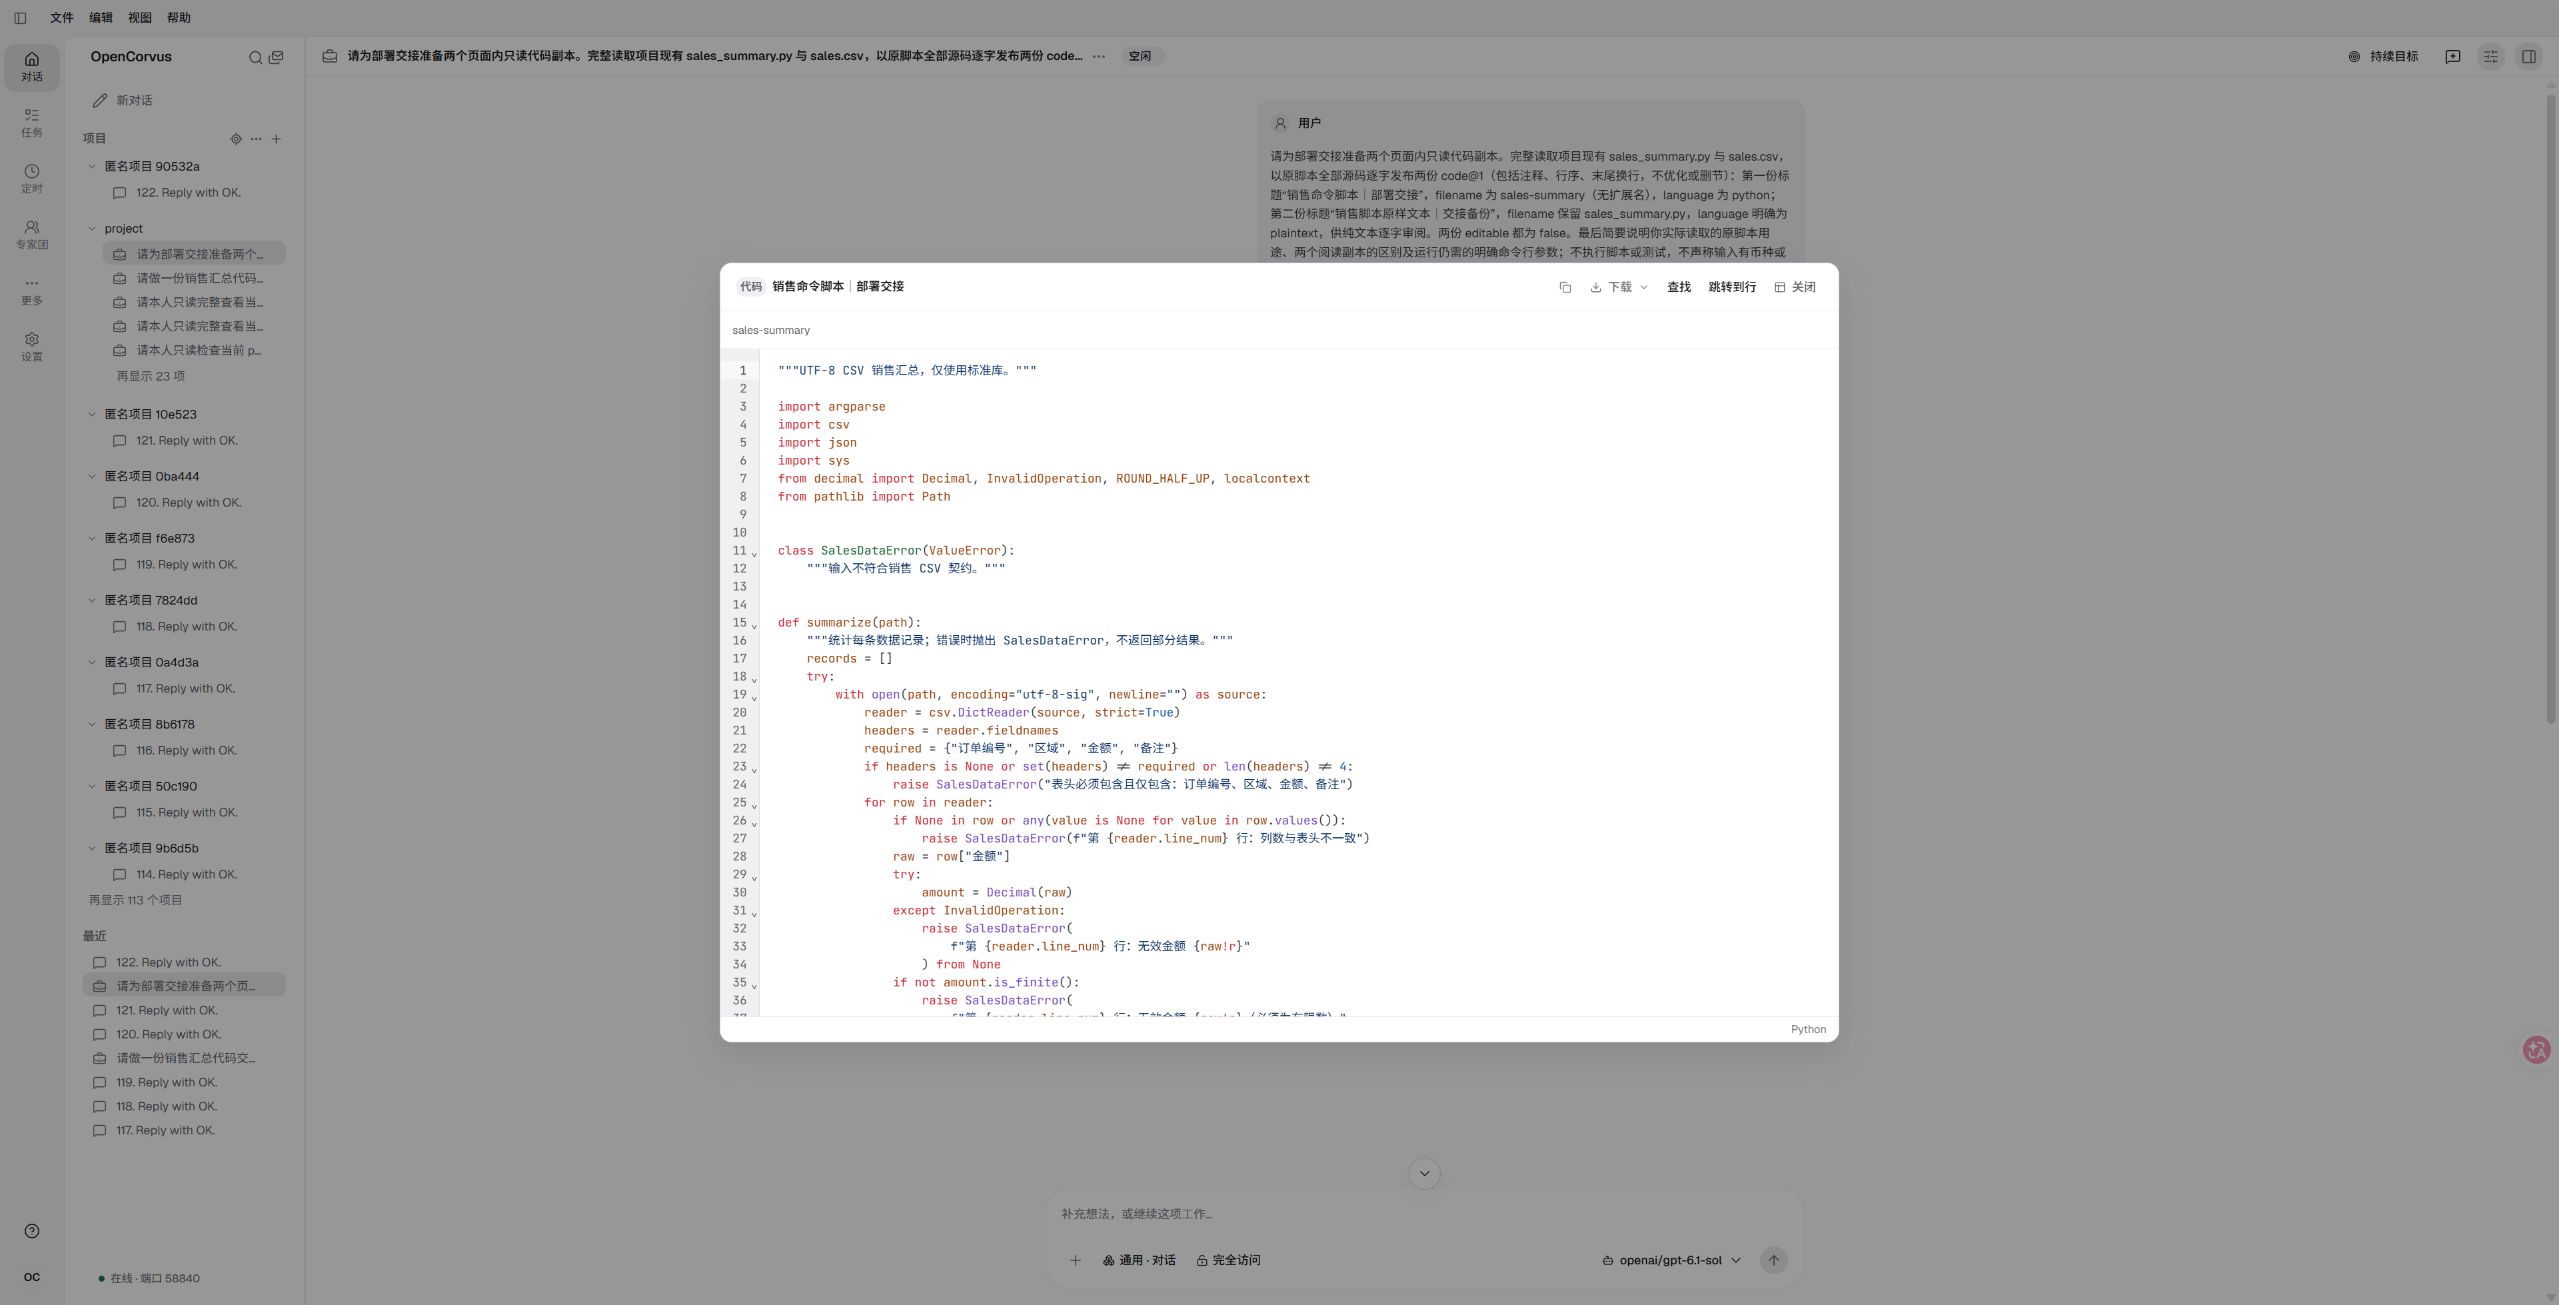 文件 编辑 视图 帮助
对话
任务
定时
专家团
更多
设置
OC
OpenCorvus
新对话
项目
匿名项目 90532a
122. Reply with OK.
project
请为部署交接准备两个...
请做一份销售汇总代码...
请本人只读完整查看当...
请本人只读完整查看当...
请本人只读检查当前 p...
再显示 23 项
匿名项目 10e523
121. Reply with OK.
匿名项目 0ba444
120. Reply with OK.
匿名项目 f6e873
119. Reply with OK.
匿名项目 7824dd
118. Reply with OK.
匿名项目 0a4d3a
117. Reply with OK.
匿名项目 8b6178
116. Reply with OK.
匿名项目 50c190
115. Reply with OK.
匿名项目 9b6d5b
114. Reply with OK.
再显示 113 个项目
最近
122. Reply with OK.
请为部署交接准备两个页...
121. Reply with OK.
120. Reply with OK.
请做一份销售汇总代码交...
119. Reply with OK.
118. Reply with OK.
117. Reply with OK.
在线 · 端口 58840
请为部署交接准备两个页面内只读代码副本。完整读取项目现有 sales_summary.py 与 sales.csv，以原脚本全部源码逐字发布两份 code... 空闲
持续目标
用户
请为部署交接准备两个页面内只读代码副本。完整读取项目现有 sales_summary.py 与 sales.csv，
以原脚本全部源码逐字发布两份 code@1（包括注释、行序、末尾换行，不优化或删节）：第一份标
题“销售命令脚本｜部署交接”，filename 为 sales-summary（无扩展名），language 为 python；
第二份标题“销售脚本原样文本｜交接备份”，filename 保留 sales_summary.py，language 明确为
plaintext，供纯文本逐字审阅。两份 editable 都为 false。最后简要说明你实际读取的原脚本用
途、两个阅读副本的区别及运行仍需的明确命令行参数；不执行脚本或测试，不声称输入有币种或
代码 销售命令脚本｜部署交接 下载 查找 跳转到行 关闭
sales-summary
1 """UTF-8 CSV 销售汇总，仅使用标准库。"""
2
3 import argparse
4 import csv
5 import json
6 import sys
7 from decimal import Decimal, InvalidOperation, ROUND_HALF_UP, localcontext
8 from pathlib import Path
9
10
11 class SalesDataError(ValueError):
12     """输入不符合销售 CSV 契约。"""
13
14
15 def summarize(path):
16     """统计每条数据记录；错误时抛出 SalesDataError，不返回部分结果。"""
17     records = []
18     try:
19         with open(path, encoding="utf-8-sig", newline="") as source:
20             reader = csv.DictReader(source, strict=True)
21             headers = reader.fieldnames
22             required = {"订单编号", "区域", "金额", "备注"}
23             if headers is None or set(headers) != required or len(headers) != 4:
24                 raise SalesDataError("表头必须包含且仅包含：订单编号、区域、金额、备注")
25             for row in reader:
26                 if None in row or any(value is None for value in row.values()):
27                     raise SalesDataError(f"第 {reader.line_num} 行：列数与表头不一致")
28                 raw = row["金额"]
29                 try:
30                     amount = Decimal(raw)
31                 except InvalidOperation:
32                     raise SalesDataError(
33                         f"第 {reader.line_num} 行：无效金额 {raw!r}"
34                     ) from None
35                 if not amount.is_finite():
36                     raise SalesDataError(
37                         f"第 {reader.line_num} 行：无效金额 {raw!r}（必须为有限数）"
Python
补充想法，或继续这项工作...
通用 · 对话 完全访问 openai/gpt-6.1-sol